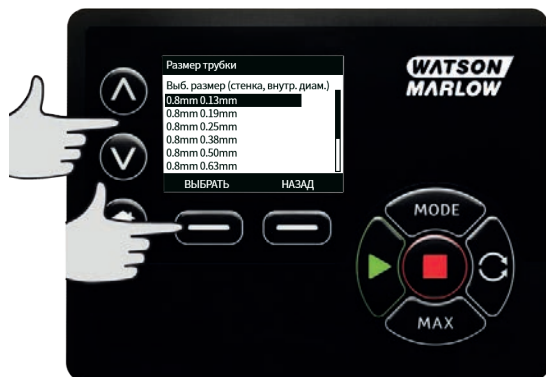 Размер трубки
Выб. размер (стенка, внутр. диам.)
0.8mm 0.13mm
0.8mm 0.19mm
0.8mm 0.25mm
0.8mm 0.38mm
0.8mm 0.50mm
0.8mm 0.63mm
ВЫБРАТЬ НАЗАД
WATSON
MARLOW
MODE
MAX